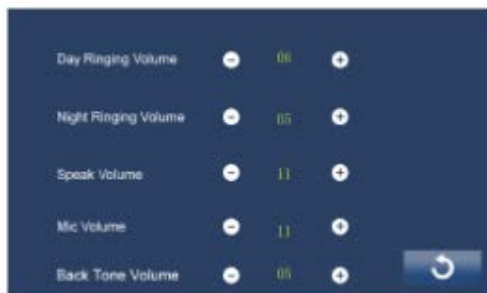 Day Ringing Volume 06
Night Ringing Volume 05
Speak Volume 11
Mic Volume 11
Back Tone Volume 05